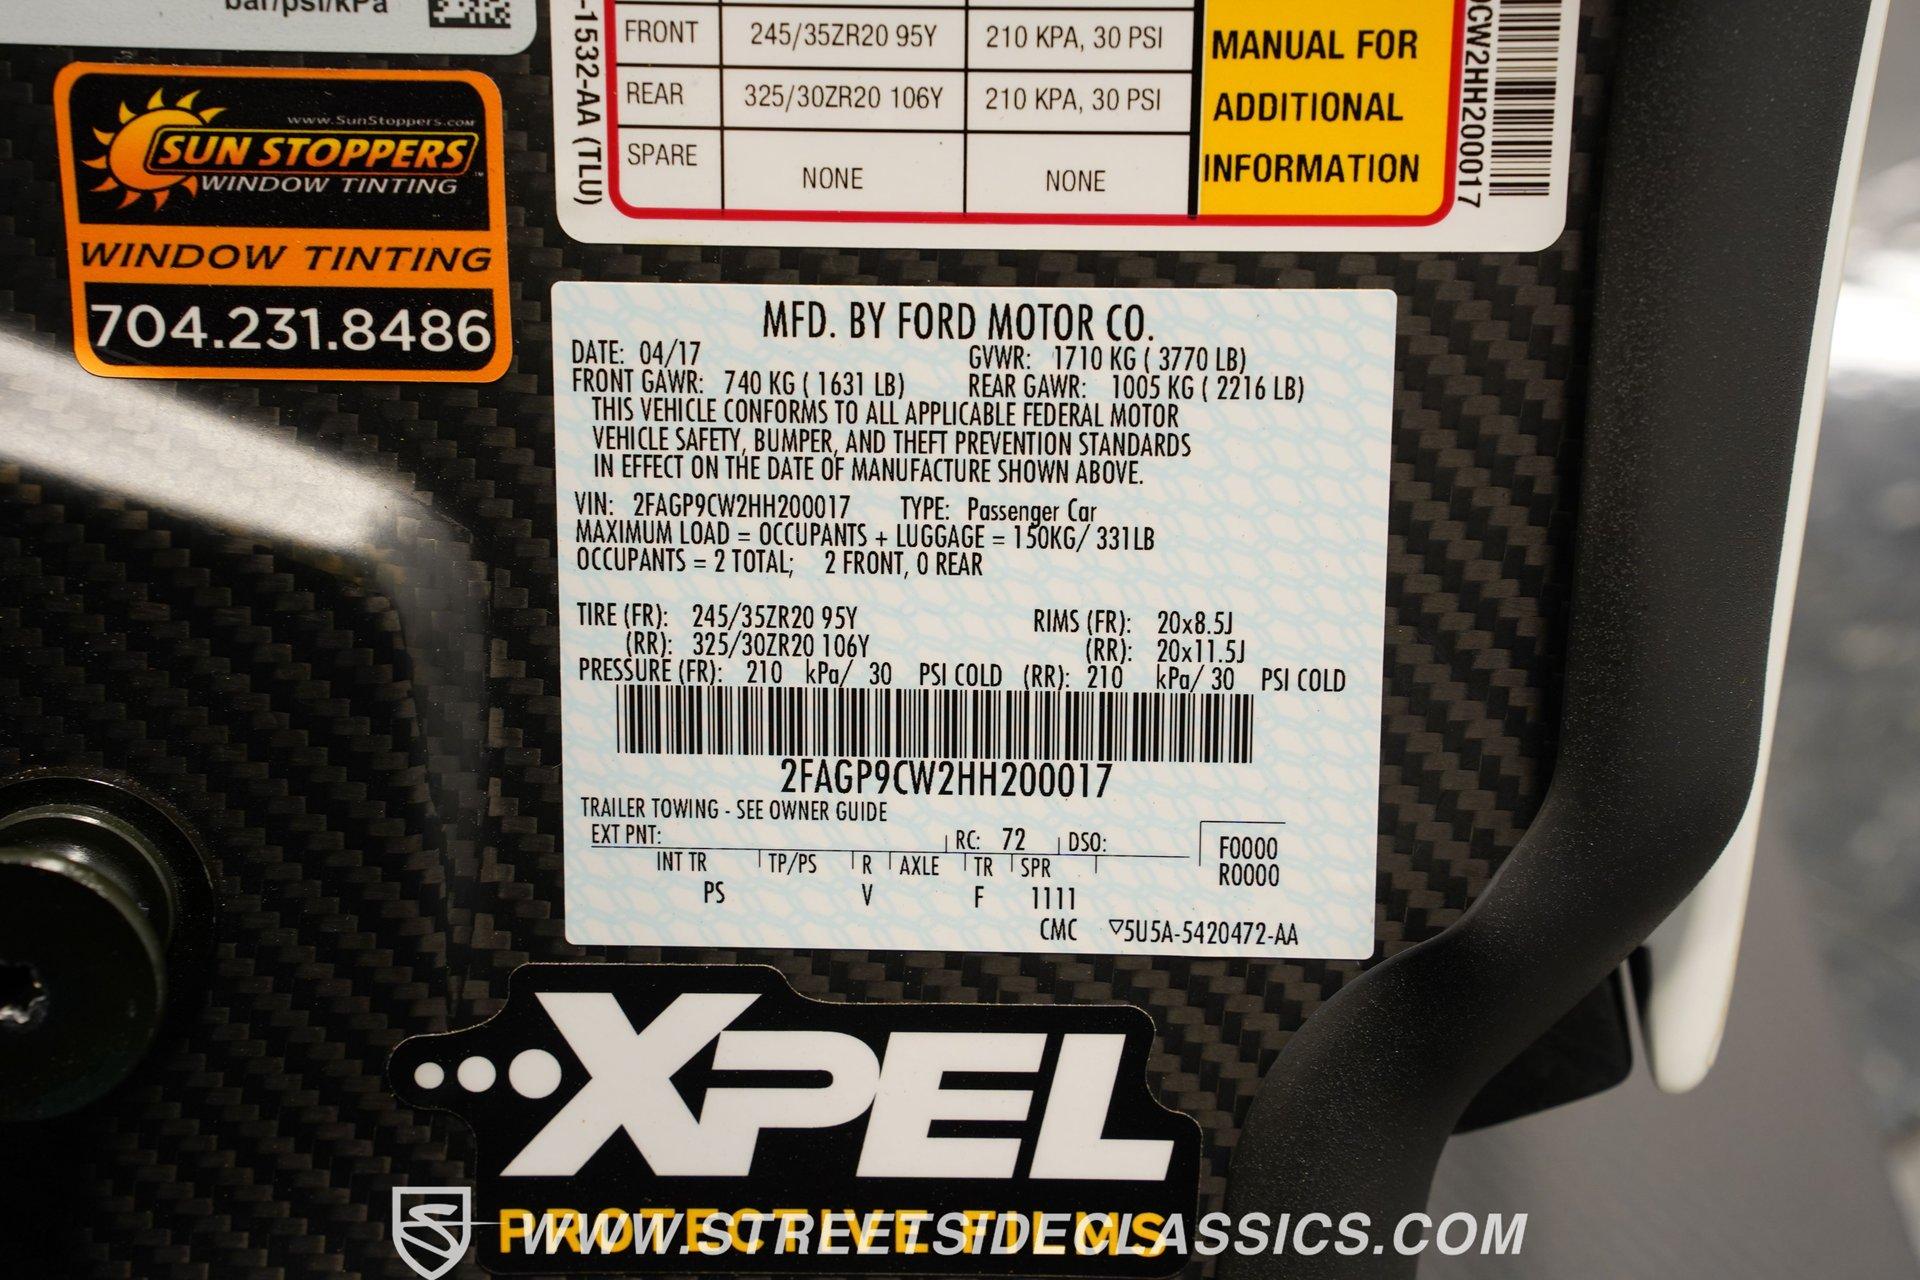 bar/psi/kPa
www.SunStoppers.com
SUN STOPPERS
WINDOW TINTING
WINDOW TINTING
704.231.8486
-1532-AA (TLU)
FRONT 245/35ZR20 95Y 210 KPA, 30 PSI
REAR 325/30ZR20 106Y 210 KPA, 30 PSI
SPARE NONE NONE
MANUAL FOR
ADDITIONAL
INFORMATION
CW2HH200017
MFD. BY FORD MOTOR CO.
DATE: 04/17 GVWR: 1710 KG ( 3770 LB)
FRONT GAWR: 740 KG ( 1631 LB) REAR GAWR: 1005 KG ( 2216 LB)
THIS VEHICLE CONFORMS TO ALL APPLICABLE FEDERAL MOTOR
VEHICLE SAFETY, BUMPER, AND THEFT PREVENTION STANDARDS
IN EFFECT ON THE DATE OF MANUFACTURE SHOWN ABOVE.
VIN: 2FAGP9CW2HH200017 TYPE: Passenger Car
MAXIMUM LOAD = OCCUPANTS + LUGGAGE = 150KG/ 331LB
OCCUPANTS = 2 TOTAL; 2 FRONT, 0 REAR
TIRE (FR): 245/35ZR20 95Y RIMS (FR): 20x8.5J
(RR): 325/30ZR20 106Y (RR): 20x11.5J
PRESSURE (FR): 210 kPa/ 30 PSI COLD (RR): 210 kPa/ 30 PSI COLD
2FAGP9CW2HH200017
TRAILER TOWING - SEE OWNER GUIDE
EXT PNT: RC: 72 DSO: F0000
INT TR TP/PS R AXLE TR SPR R0000
PS V F 1111
CMC ▽5U5A-5420472-AA
XPEL
PROTECTIVE FILMS
WWW.STREETSIDECLASSICS.COM